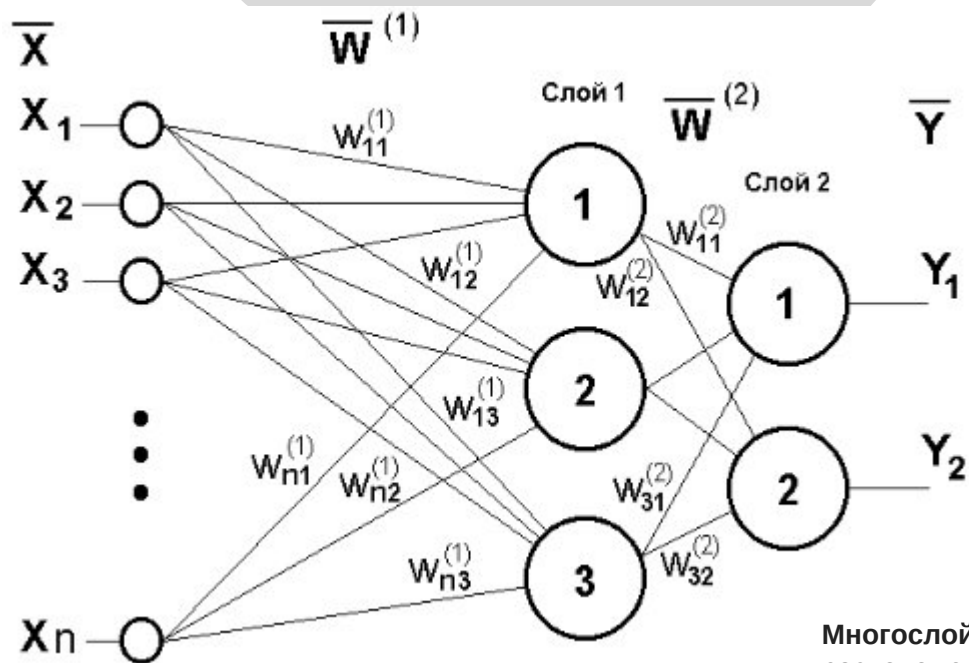 X̅
W̅ (1)
Слой 1
W̅ (2)
Y̅
Слой 2
X1
X2
X3
Xn
W11(1)
W12(1)
W13(1)
Wn1(1)
Wn2(1)
Wn3(1)
1
2
3
W11(2)
W12(2)
W31(2)
W32(2)
1
2
Y1
Y2
Многослой